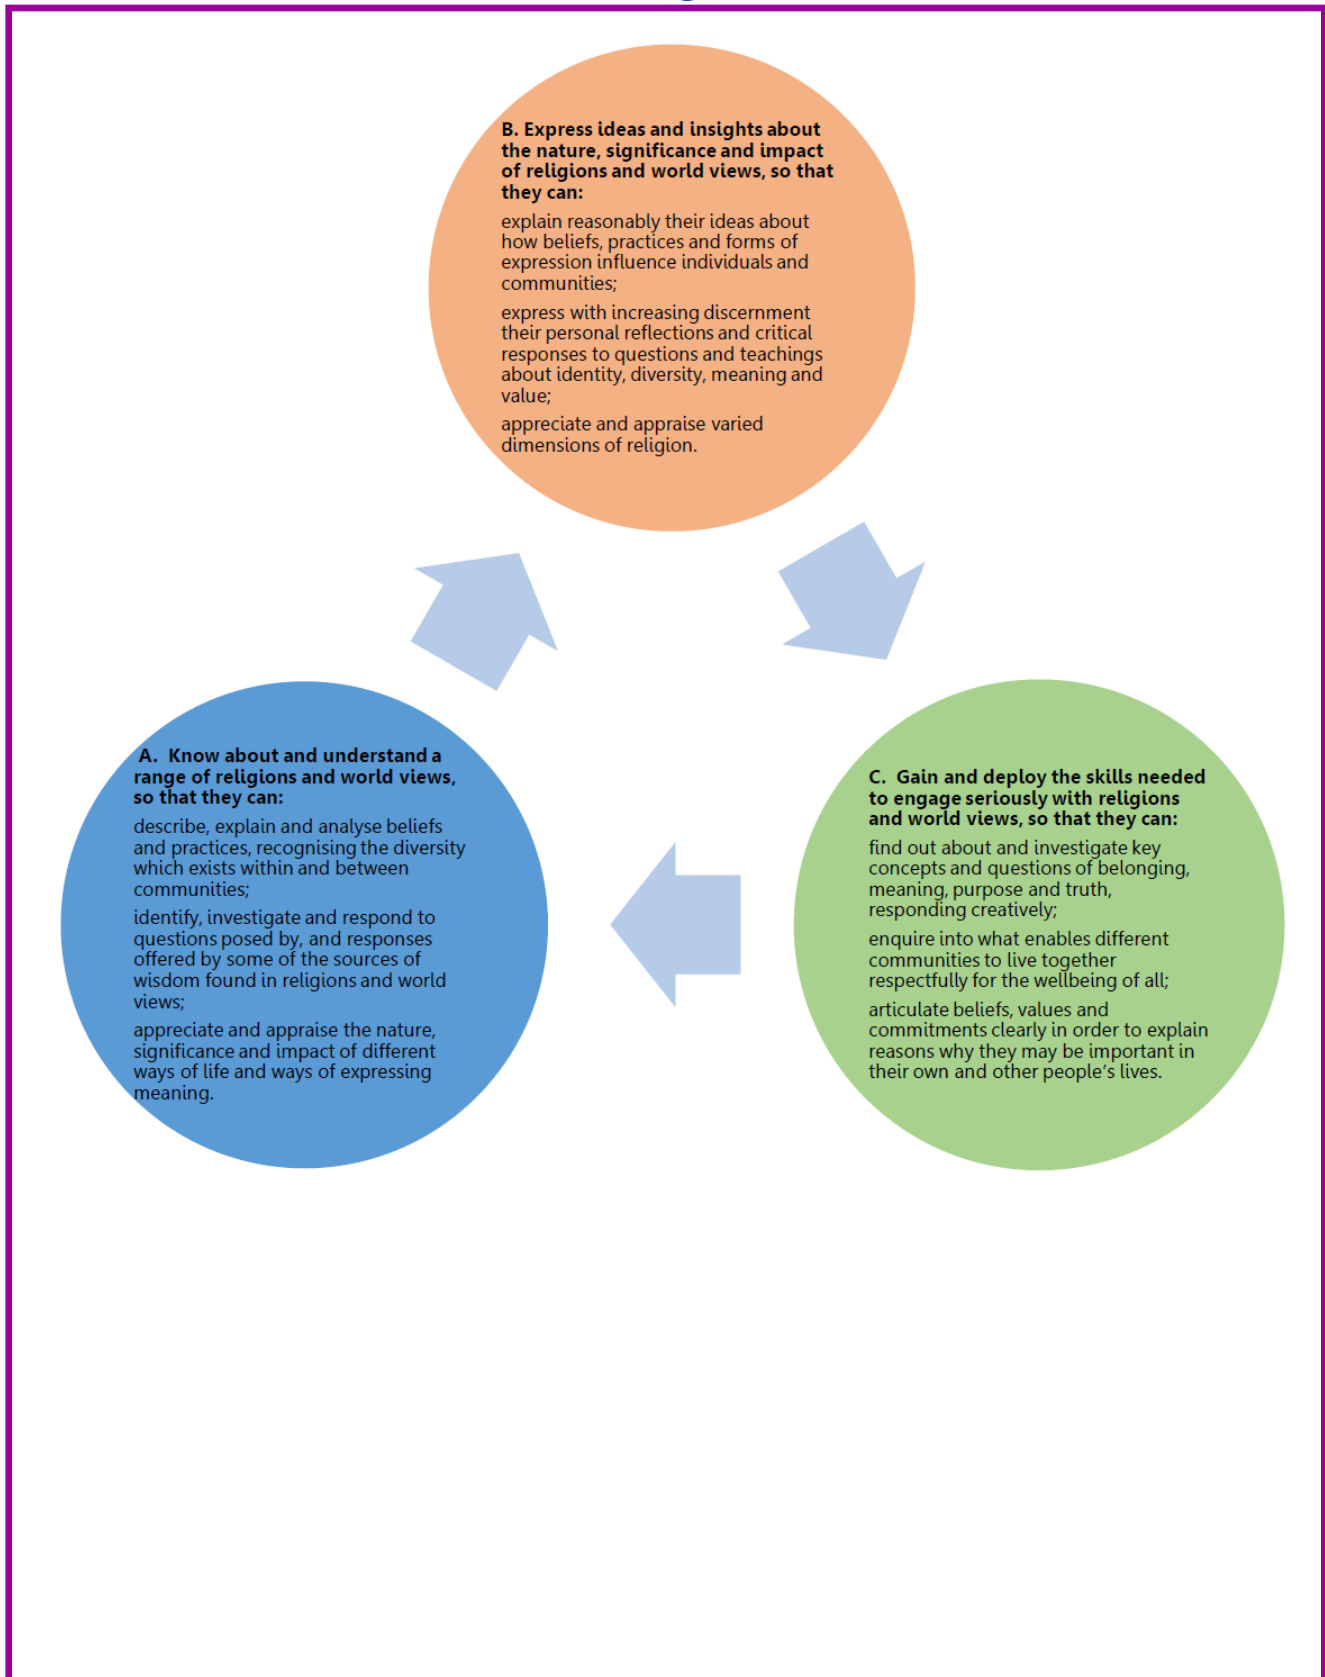 B. Express ideas and insights about
the nature, significance and impact
of religions and world views, so that
they can:
explain reasonably their ideas about
how beliefs, practices and forms of
expression influence individuals and
communities;
express with increasing discernment
their personal reflections and critical
responses to questions and teachings
about identity, diversity, meaning and
value;
appreciate and appraise varied
dimensions of religion.
A. Know about and understand a
range of religions and world views,
so that they can:
describe, explain and analyse beliefs
and practices, recognising the diversity
which exists within and between
communities;
identify, investigate and respond to
questions posed by, and responses
offered by some of the sources of
wisdom found in religions and world
views;
appreciate and appraise the nature,
significance and impact of different
ways of life and ways of expressing
meaning.
C. Gain and deploy the skills needed
to engage seriously with religions
and world views, so that they can:
find out about and investigate key
concepts and questions of belonging,
meaning, purpose and truth,
responding creatively;
enquire into what enables different
communities to live together
respectfully for the wellbeing of all;
articulate beliefs, values and
commitments clearly in order to explain
reasons why they may be important in
their own and other people's lives.